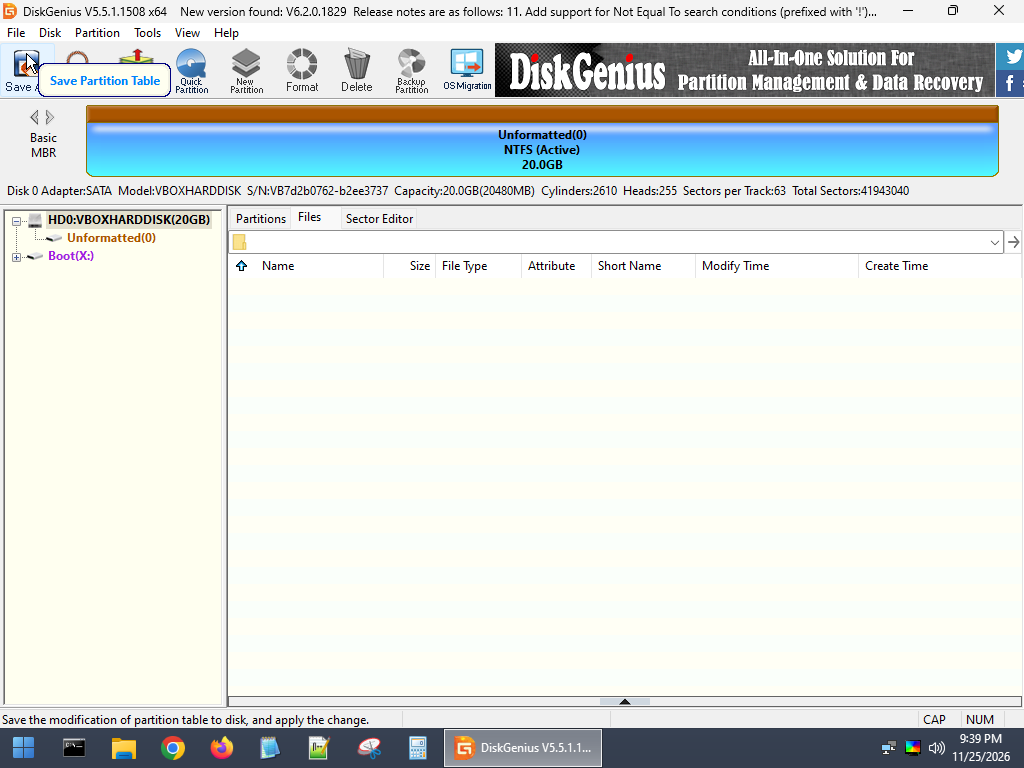 DiskGenius V5.5.1.1508 x64 New version found: V6.2.0.1829 Release notes are as follows: 11. Add support for Not Equal To search conditions (prefixed with '!')...
File Disk Partition Tools View Help
Save
Save Partition Table
Quick Partition
New Partition
Format
Delete
Backup Partition
OS Migration
DiskGenius
All-In-One Solution For
Partition Management & Data Recovery
Basic
MBR
Unformatted(0)
NTFS (Active)
20.0GB
Disk 0 Adapter:SATA Model:VBOXHARDDISK S/N:VB7d2b0762-b2ee3737 Capacity:20.0GB(20480MB) Cylinders:2610 Heads:255 Sectors per Track:63 Total Sectors:41943040
HD0:VBOXHARDDISK(20GB)
Unformatted(0)
Boot(X:)
Partitions Files Sector Editor
Name Size File Type Attribute Short Name Modify Time Create Time
Save the modification of partition table to disk, and apply the change.
CAP NUM
DiskGenius V5.5.1.1...
9:39 PM
11/25/2026